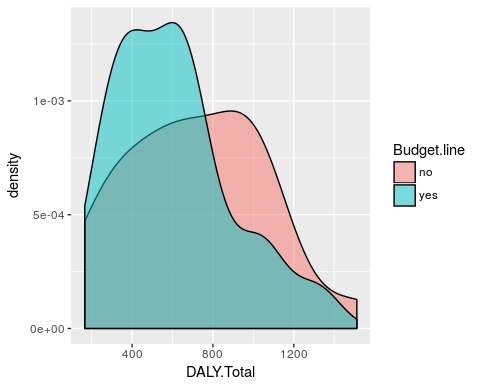 density
1e-03
5e-04
0e+00
400 800 1200
DALY.Total
Budget.line
no
yes